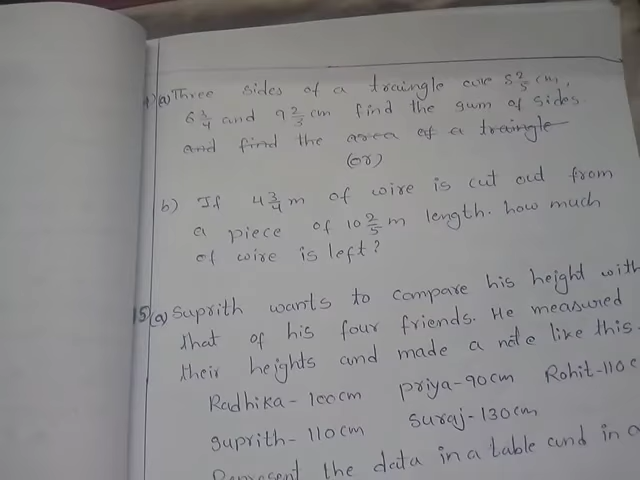 4)(a) Three sides of a traingle are 5 2/5 cm,
6 3/4 and 9 2/3 cm find the sum of sides.
and find the area of a traingle
(or)
b) If 4 3/4 m of wire is cut out from
a piece of 10 2/5 m length. how much
of wire is left?
15(a) Suprith wants to compare his height with
that of his four friends. He measured
their heights and made a note like this.
Radhika - 100cm priya - 90cm Rohit - 110c
suprith - 110cm suraj - 130cm
Represent the data in a table and in a